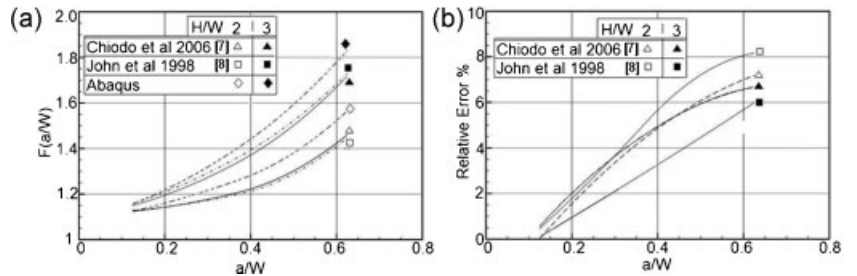 (a)
2.0
1.8
1.6
1.4
1.2
1
F(a/W)
H/W 2 3
Chiodo et al 2006 [7]
John et al 1998 [8]
Abaqus
0 0.2 0.4 0.6 0.8
a/W
(b)
10
8
6
4
2
0
Relative Error %
H/W 2 3
Chiodo et al 2006 [7]
John et al 1998 [8]
0 0.2 0.4 0.6 0.8
a/W